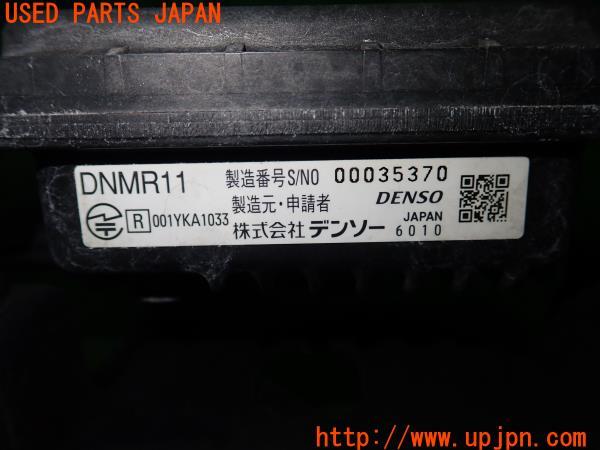 USED PARTS JAPAN
DNMR11
製造番号S/NO 00035370
製造元・申請者 DENSO
R 001YKA1033
株式会社 デンソー
JAPAN
6010
http://www.upjpn.com